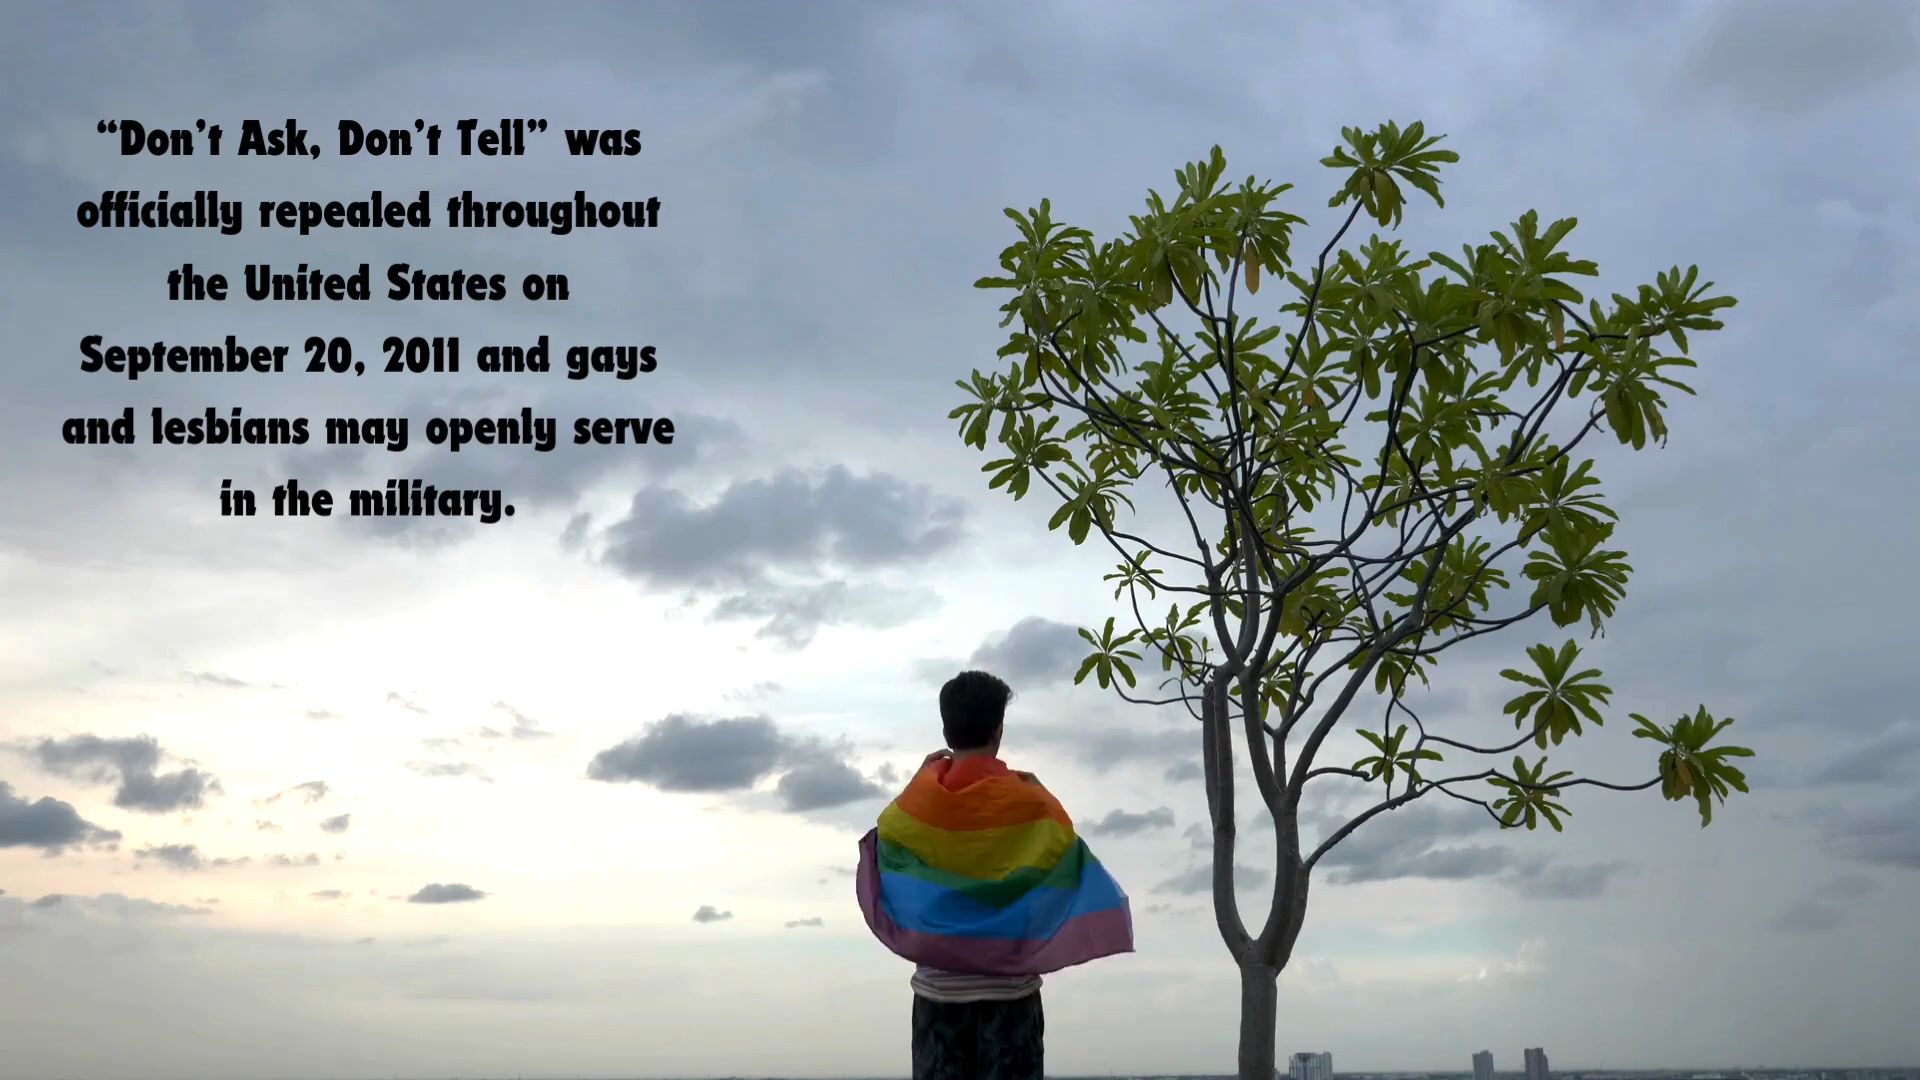 “Don’t Ask, Don’t Tell” was
officially repealed throughout
the United States on
September 20, 2011 and gays
and lesbians may openly serve
in the military.